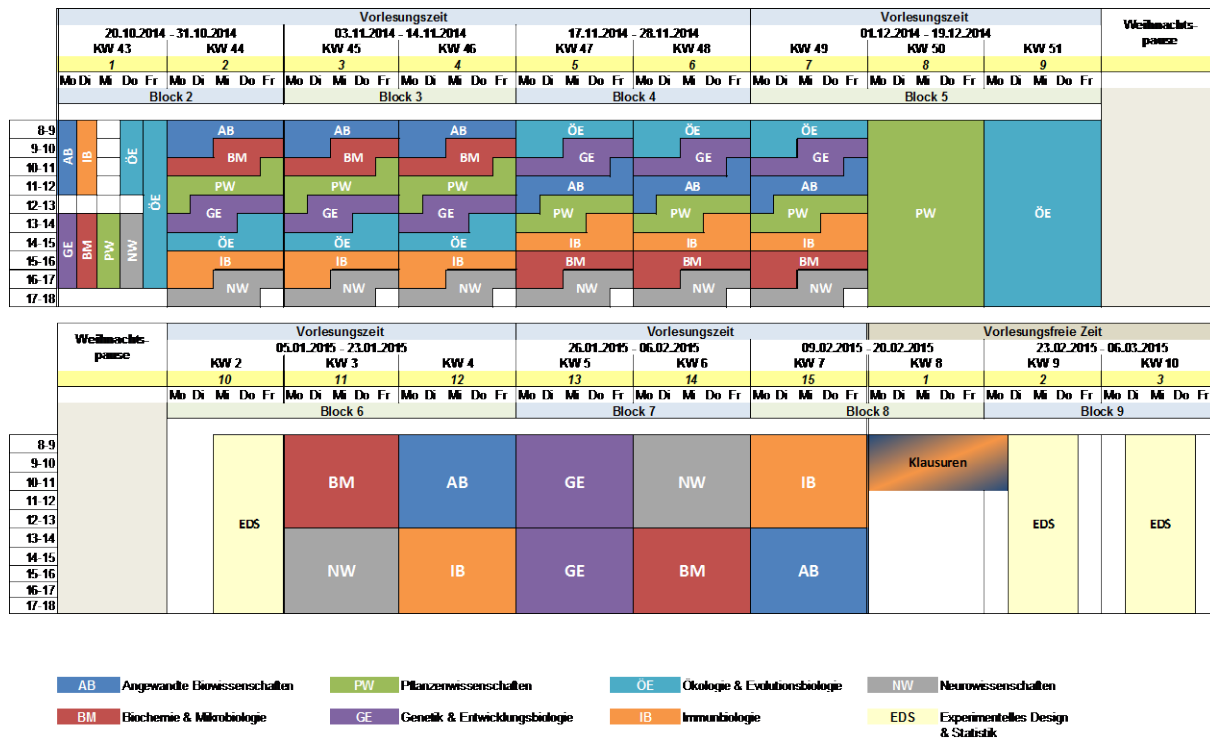 Vorlesungszeit Vorlesungszeit Weihnachts-
20.10.2014 - 31.10.2014 03.11.2014 - 14.11.2014 17.11.2014 - 28.11.2014 01.12.2014 - 19.12.2014 pause
KW 43 KW 44 KW 45 KW 46 KW 47 KW 48 KW 49 KW 50 KW 51
1 2 3 4 5 6 7 8 9
Mo Di Mi Do Fr Mo Di Mi Do Fr Mo Di Mi Do Fr Mo Di Mi Do Fr Mo Di Mi Do Fr Mo Di Mi Do Fr Mo Di Mi Do Fr Mo Di Mi Do Fr Mo Di Mi Do Fr
Block 2 Block 3 Block 4 Block 5
8-9 AB AB AB ÖE ÖE ÖE
9-10 AB IB ÖE BM BM BM GE GE GE
10-11
11-12 ÖE PW PW PW AB AB AB
12-13 GE GE GE PW PW PW PW ÖE
13-14
14-15 GE BM PW NW ÖE ÖE ÖE IB IB IB
15-16 IB IB IB BM BM BM
16-17 NW NW NW NW NW NW
17-18
Weihnachts- Vorlesungszeit Vorlesungszeit Vorlesungsfreie Zeit
pause 05.01.2015 - 23.01.2015 26.01.2015 - 06.02.2015 09.02.2015 - 20.02.2015 23.02.2015 - 06.03.2015
KW 2 KW 3 KW 4 KW 5 KW 6 KW 7 KW 8 KW 9 KW 10
10 11 12 13 14 15 1 2 3
Mo Di Mi Do Fr Mo Di Mi Do Fr Mo Di Mi Do Fr Mo Di Mi Do Fr Mo Di Mi Do Fr Mo Di Mi Do Fr Mo Di Mi Do Fr Mo Di Mi Do Fr Mo Di Mi Do Fr
Block 6 Block 7 Block 8 Block 9
8-9
9-10 Klausuren
10-11 BM AB GE NW IB
11-12
12-13 EDS EDS EDS
13-14
14-15
15-16 NW IB GE BM AB
16-17
17-18
AB Angewandte Biowissenschaften PW Pflanzenwissenschaften ÖE Ökologie & Evolutionsbiologie NW Neurowissenschaften
BM Biochemie & Mikrobiologie GE Genetik & Entwicklungsbiologie IB Immunbiologie EDS Experimentelles Design
& Statistik